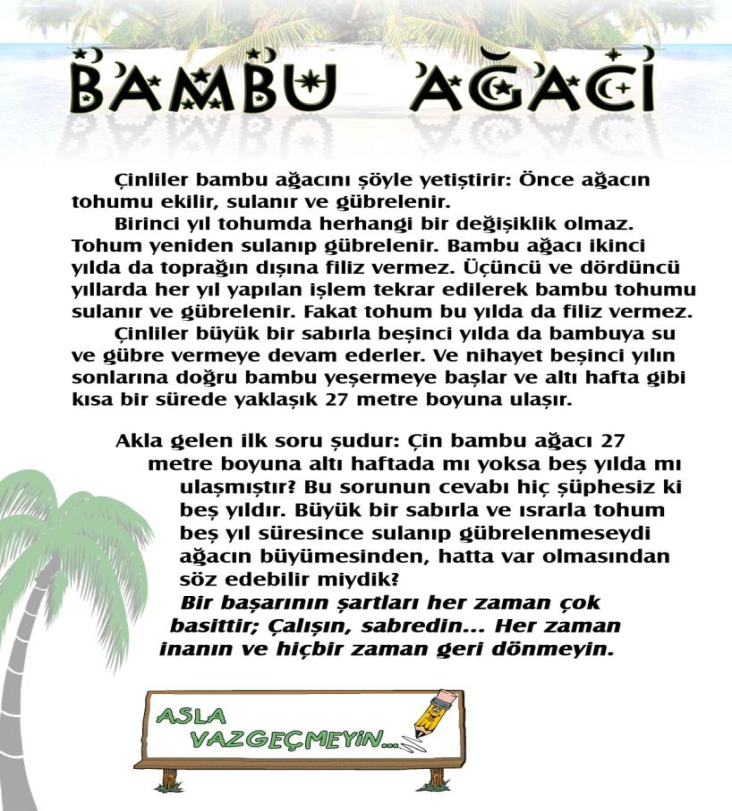 BAMBU AĞACI
Çinliler bambu ağacını şöyle yetiştirir: Önce ağacın
tohumu ekilir, sulanır ve gübrelenir.
Birinci yıl tohumda herhangi bir değişiklik olmaz.
Tohum yeniden sulanıp gübrelenir. Bambu ağacı ikinci
yılda da toprağın dışına filiz vermez. Üçüncü ve dördüncü
yıllarda her yıl yapılan işlem tekrar edilerek bambu tohumu
sulanır ve gübrelenir. Fakat tohum bu yılda da filiz vermez.
Çinliler büyük bir sabırla beşinci yılda da bambuya su
ve gübre vermeye devam ederler. Ve nihayet beşinci yılın
sonlarına doğru bambu yeşermeye başlar ve altı hafta gibi
kısa bir sürede yaklaşık 27 metre boyuna ulaşır.
Akla gelen ilk soru şudur: Çin bambu ağacı 27
metre boyuna altı haftada mı yoksa beş yılda mı
ulaşmıştır? Bu sorunun cevabı hiç şüphesiz ki
beş yıldır. Büyük bir sabırla ve ısrarla tohum
beş yıl süresince sulanıp gübrelenmeseydi
ağacın büyümesinden, hatta var olmasından
söz edebilir miydik?
Bir başarının şartları her zaman çok
basittir; Çalışın, sabredin... Her zaman
inanın ve hiçbir zaman geri dönmeyin.
ASLA
VAZGEÇMEYİN...